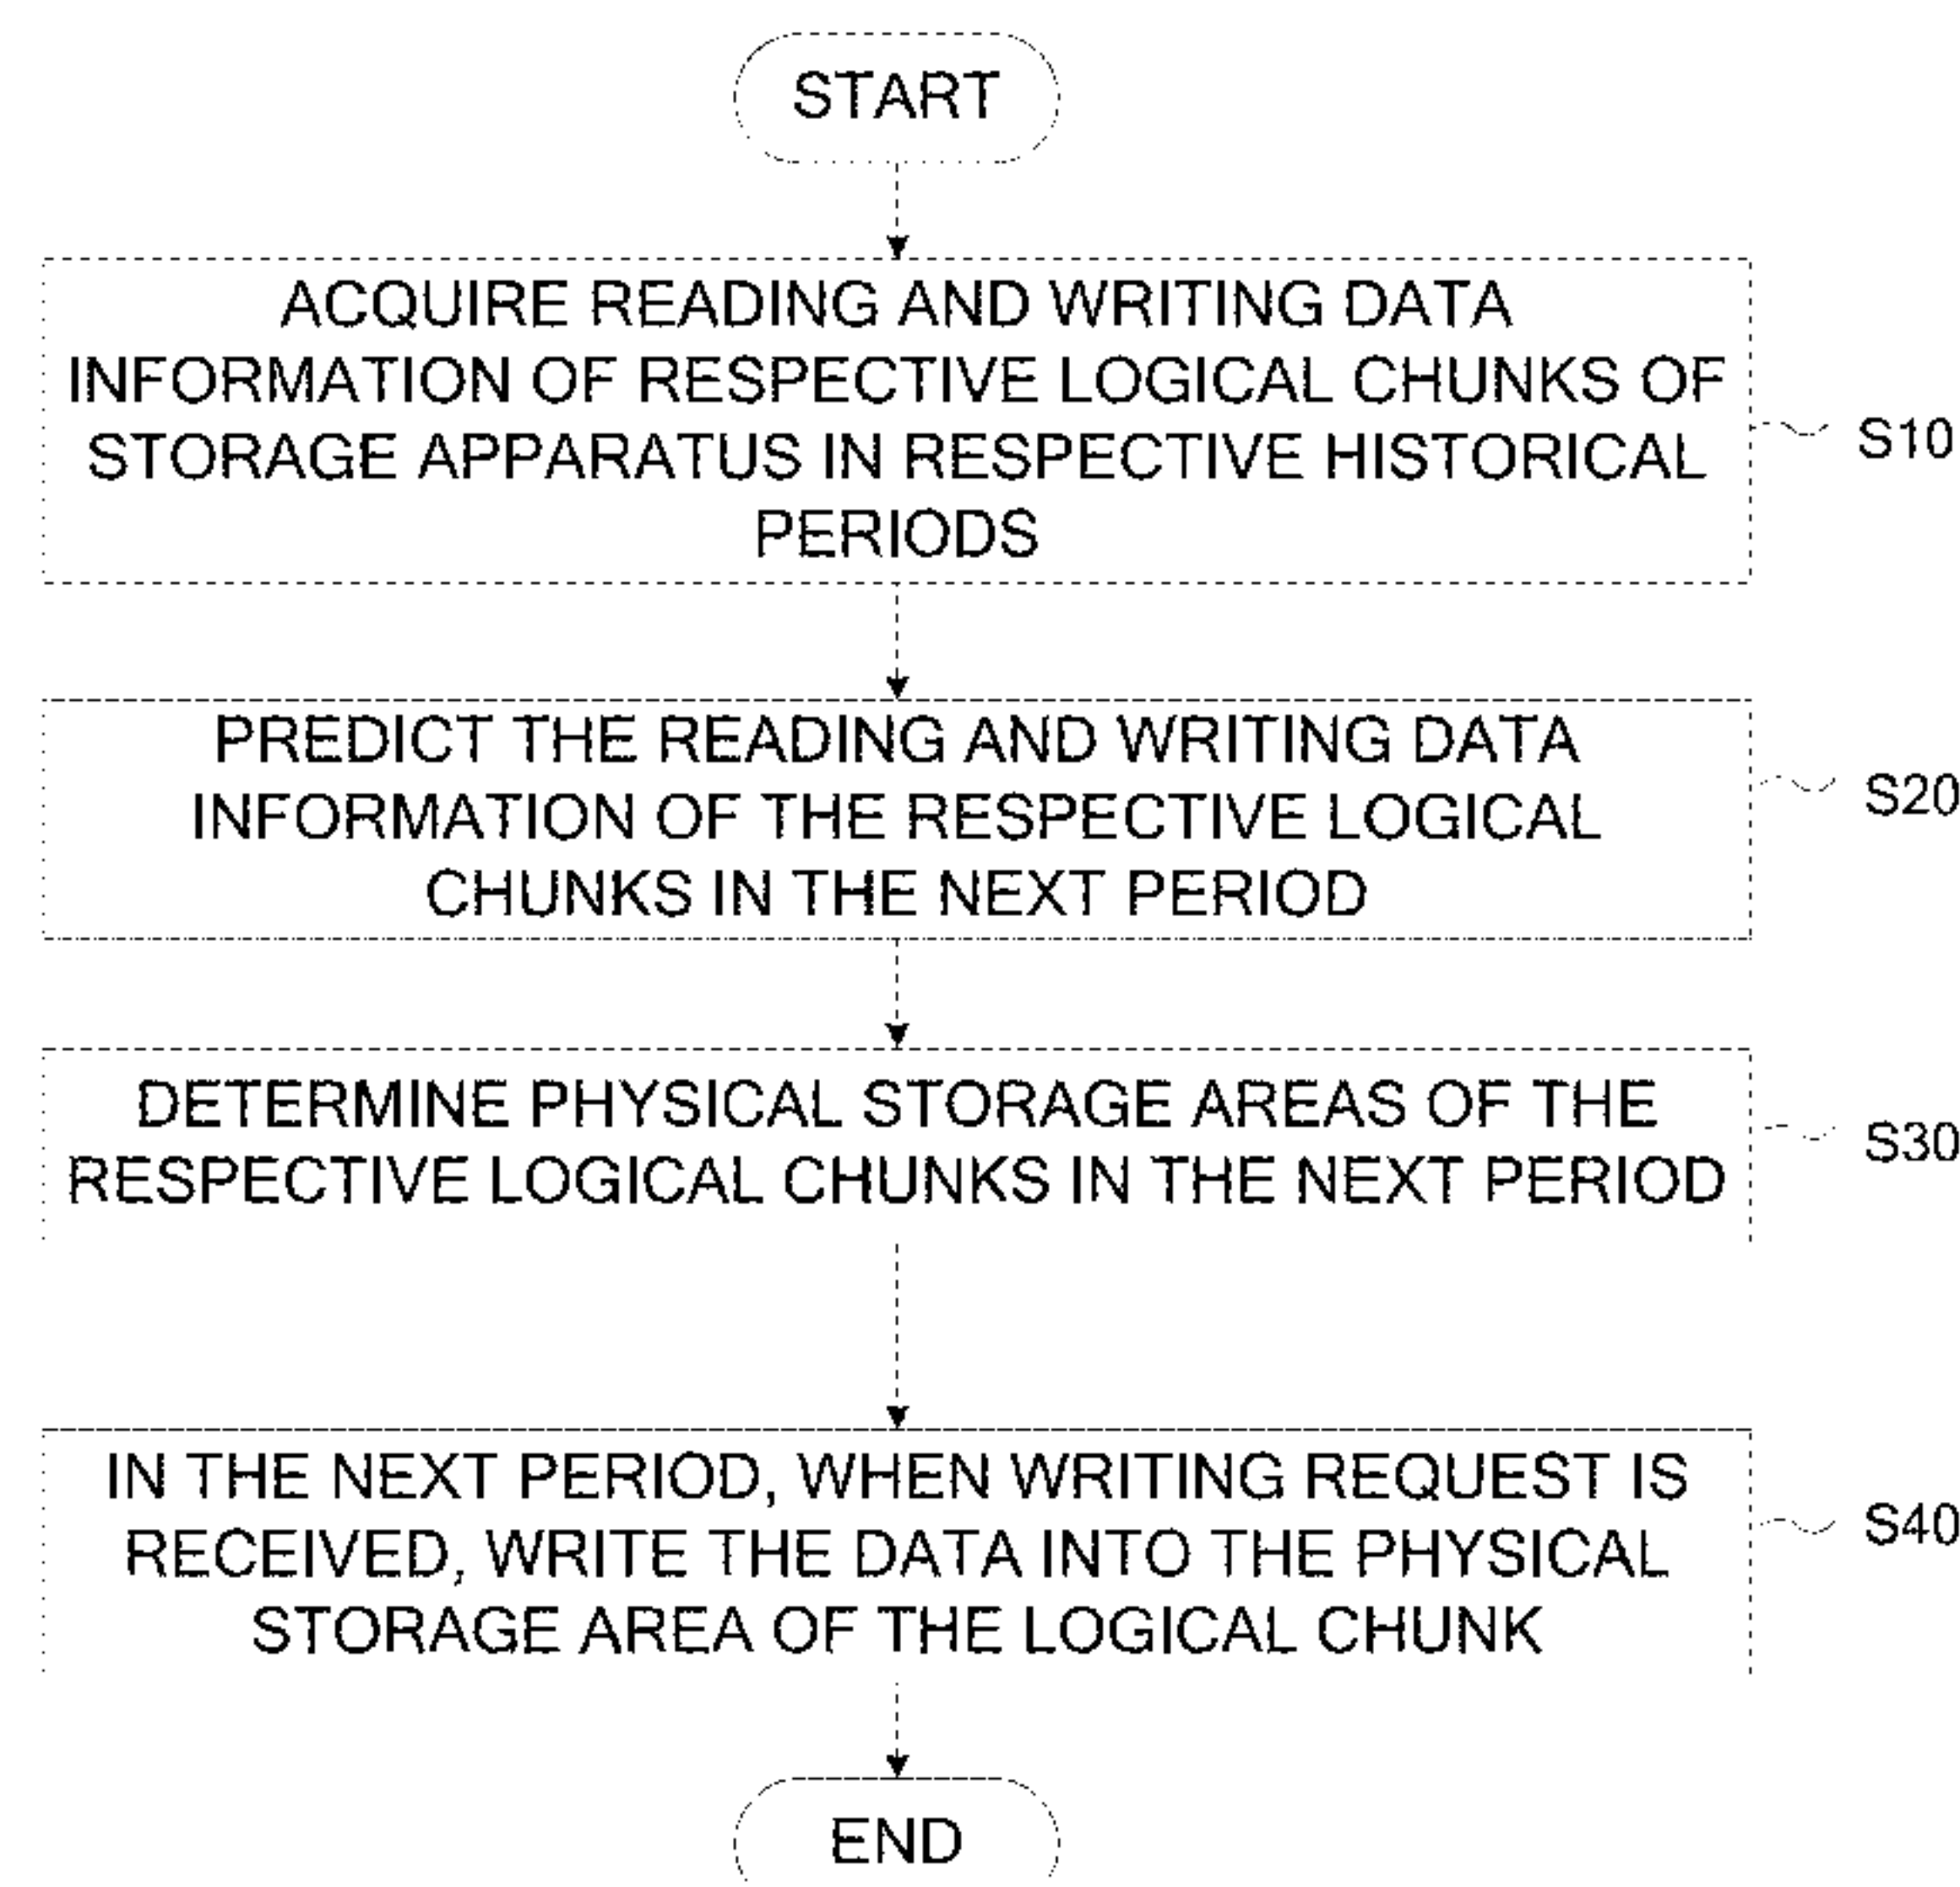 START
ACQUIRE READING AND WRITING DATA
INFORMATION OF RESPECTIVE LOGICAL CHUNKS OF
STORAGE APPARATUS IN RESPECTIVE HISTORICAL
PERIODS
S10
PREDICT THE READING AND WRITING DATA
INFORMATION OF THE RESPECTIVE LOGICAL
CHUNKS IN THE NEXT PERIOD
S20
DETERMINE PHYSICAL STORAGE AREAS OF THE
RESPECTIVE LOGICAL CHUNKS IN THE NEXT PERIOD
S30
IN THE NEXT PERIOD, WHEN WRITING REQUEST IS
RECEIVED, WRITE THE DATA INTO THE PHYSICAL
STORAGE AREA OF THE LOGICAL CHUNK
S40
END